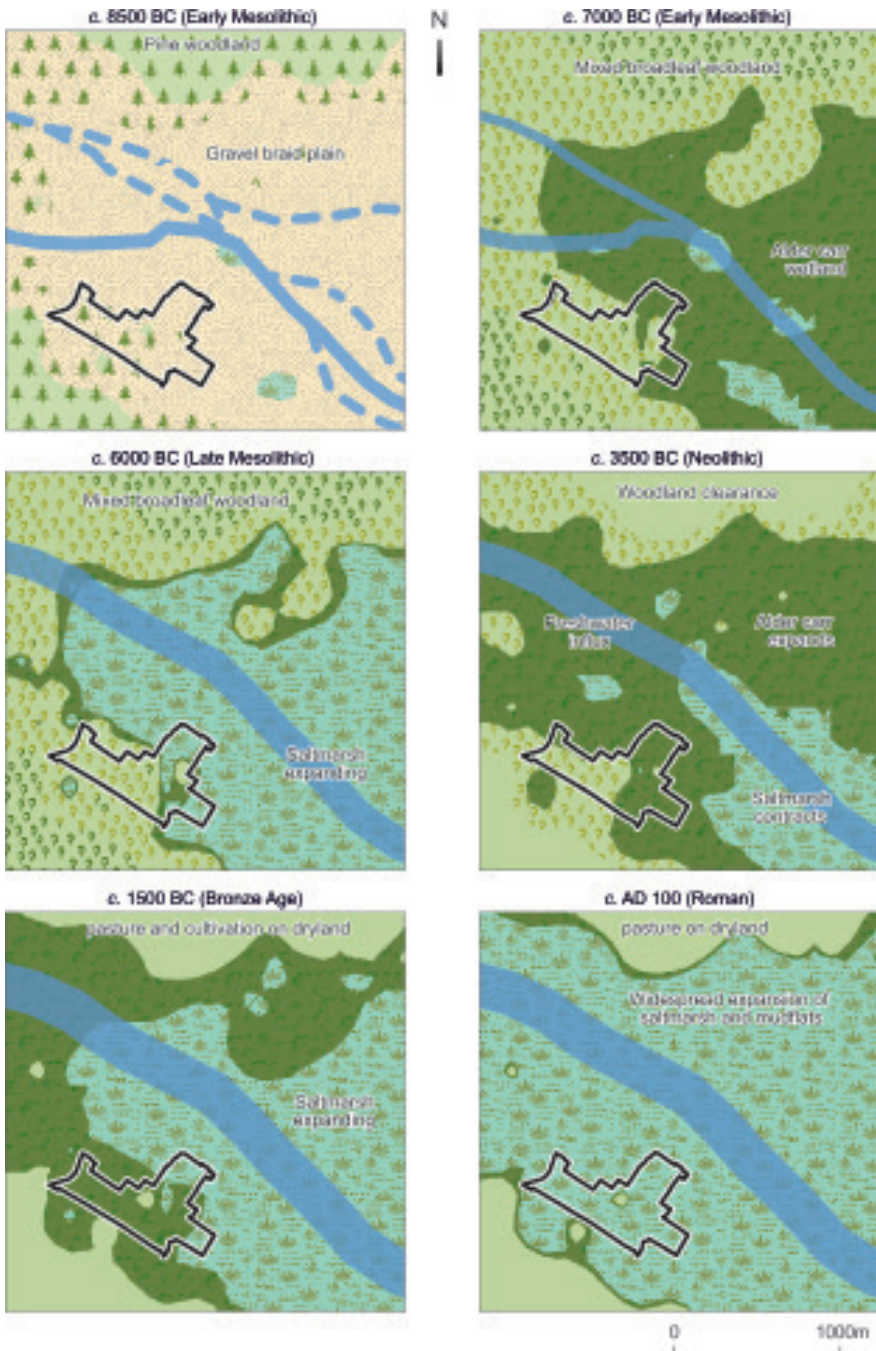 c. 8500 BC (Early Mesolithic)
Pine woodland
Gravel braid plain
N
c. 7000 BC (Early Mesolithic)
Mixed broadleaf woodland
Alder carr
wetland
c. 6000 BC (Late Mesolithic)
Mixed broadleaf woodland
Saltmarsh
expanding
c. 3500 BC (Neolithic)
Woodland clearance
Freshwater
influx
Alder carr
expands
Saltmarsh
contracts
c. 1500 BC (Bronze Age)
pasture and cultivation on dryland
Saltmarsh
expanding
c. AD 100 (Roman)
pasture on dryland
Widespread expansion of
saltmarsh and mudflats
0 1000m